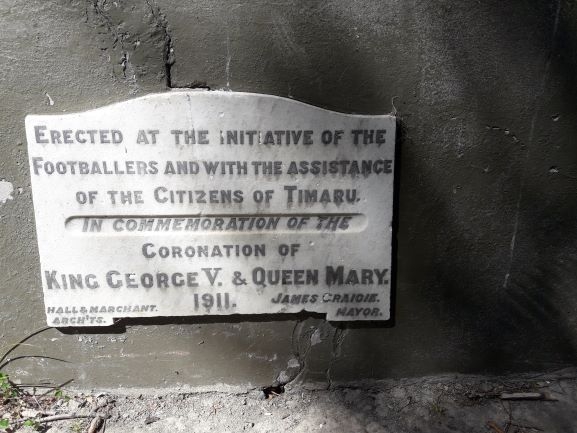 ERECTED AT THE INITIATIVE OF THE
FOOTBALLERS AND WITH THE ASSISTANCE
OF THE CITIZENS OF TIMARU.
IN COMMEMORATION OF THE
CORONATION OF
KING GEORGE V. & QUEEN MARY.
1911.
HALL & MARCHANT.
ARCH'TS.
JAMES CRAIGIE.
MAYOR.